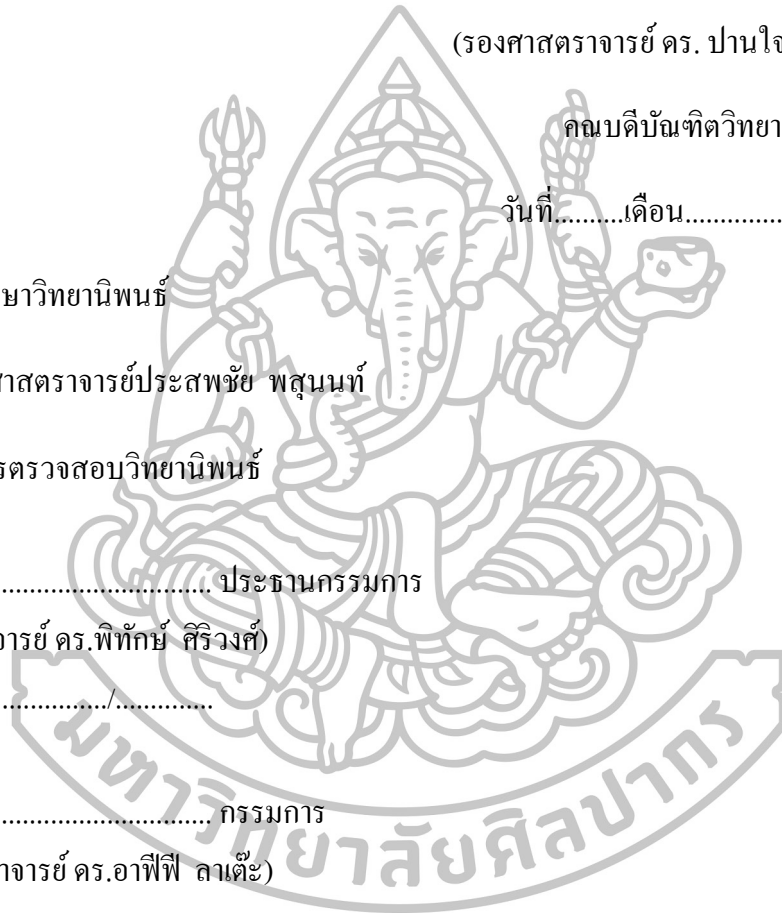 (รองศาสตราจารย์ ดร. ปานใจ
คณบดีบัณฑิตวิทยา
วันที่.........เดือน..............
ษาวิทยานิพนธ์
ศาสตราจารย์ประสพชัย พสุนนท์
รตรวจสอบวิทยานิพนธ์
.............................. ประธานกรรมการ
จารย์ ดร.พิทักษ์ ศิริวงศ์)
.............../.............
.............................. กรรมการ
าจารย์ ดร.อาฟีฟี ลาเต๊ะ)
มหาวิทยาลัยศิลปากร